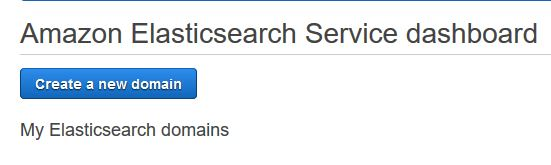 Amazon Elasticsearch Service dashboard
Create a new domain
My Elasticsearch domains